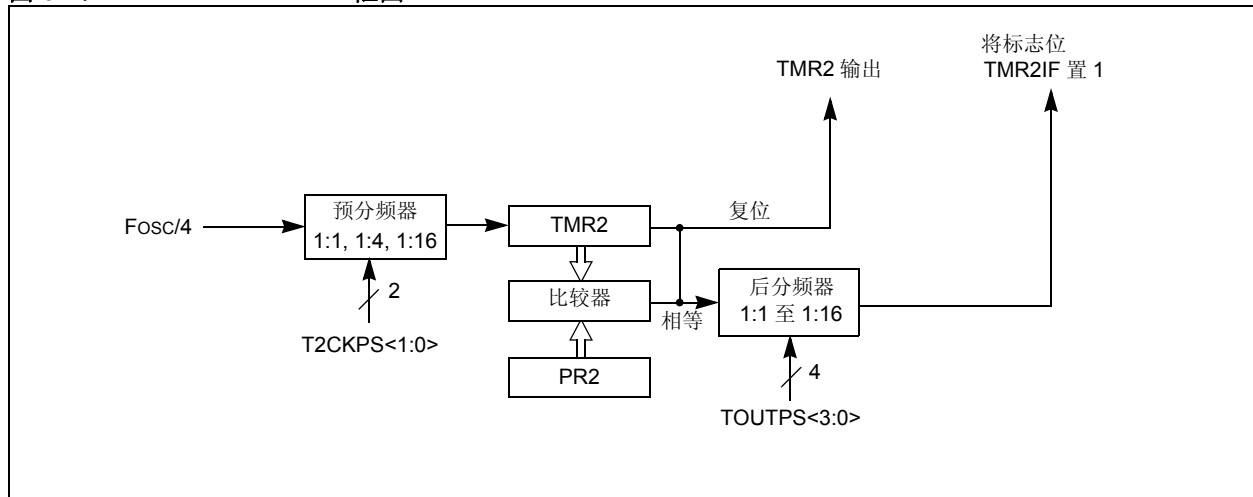 将标志位
TMR2 输出
TMR2IF 置 1
预分频器
1:1, 1:4, 1:16
FOSC/4
TMR2
复位
2
比较器
相等
后分频器
1:1 至 1:16
T2CKPS<1:0>
PR2
4
TOUTPS<3:0>